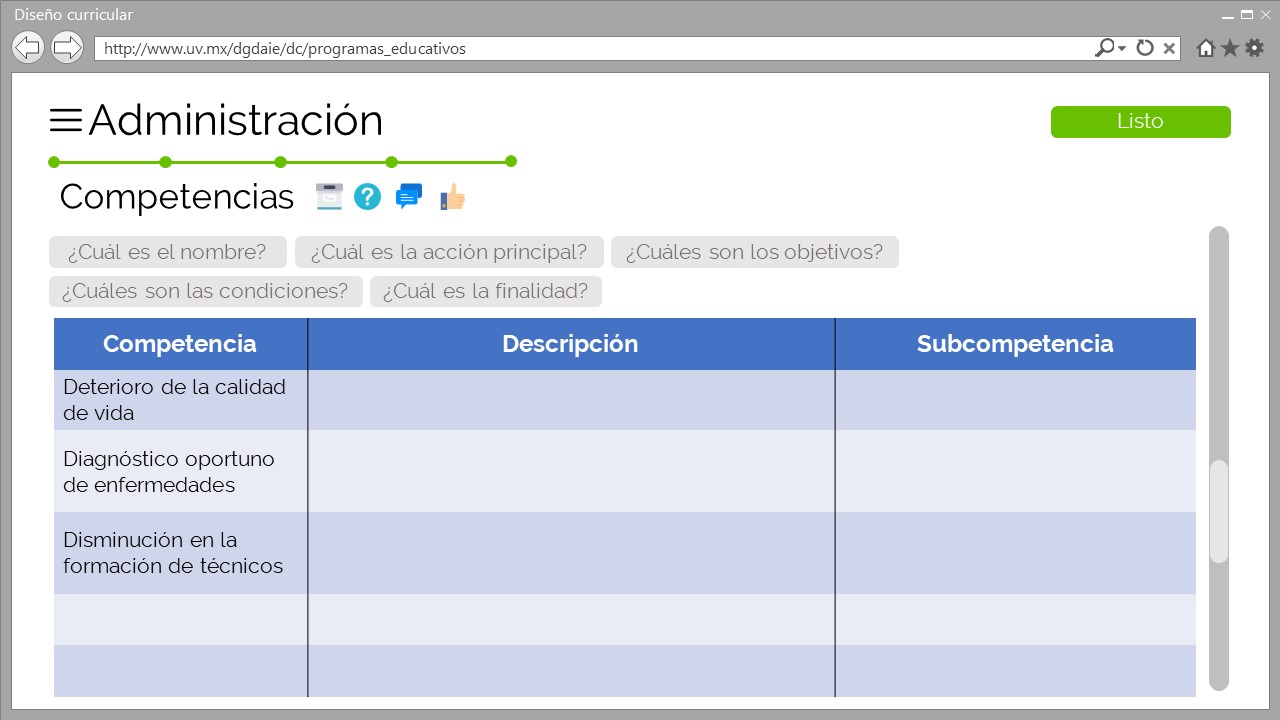 Diseño curricular
http://www.uv.mx/dgdaie/dc/programas_educativos
Administración
Listo
Competencias
¿Cuál es el nombre?
¿Cuál es la acción principal?
¿Cuáles son los objetivos?
¿Cuáles son las condiciones?
¿Cuál es la finalidad?
Competencia
Descripción
Subcompetencia
Deterioro de la calidad
de vida
Diagnóstico oportuno
de enfermedades
Disminución en la
formación de técnicos